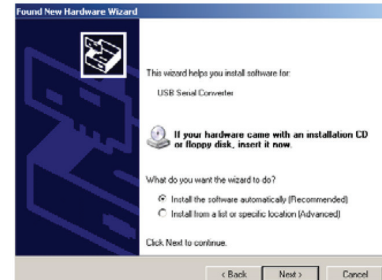 Found New Hardware Wizard
This wizard helps you install software for:
USB Serial Converter
If your hardware came with an installation CD
or floppy disk, insert it now.
What do you want the wizard to do?
Install the software automatically (Recommended)
Install from a list or specific location (Advanced)
Click Next to continue.
< Back
Next >
Cancel